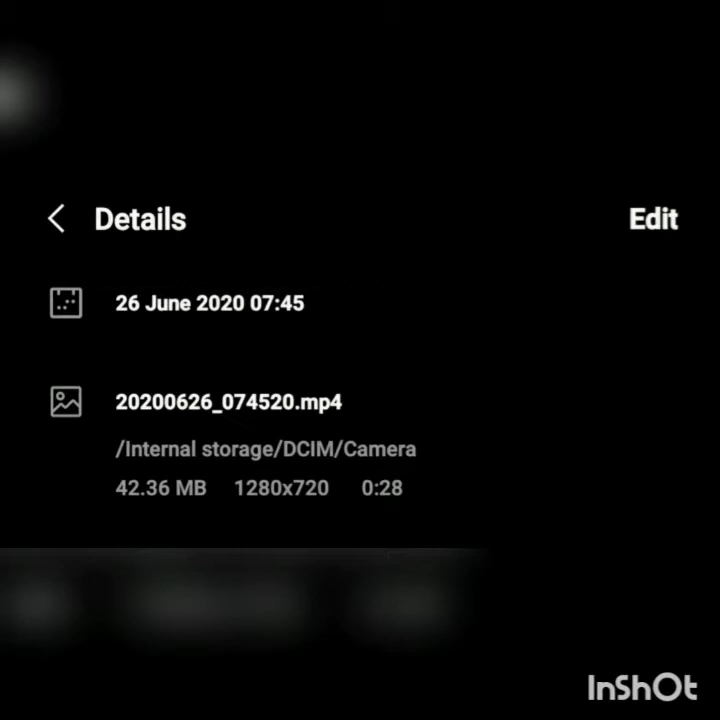 Details
Edit
26 June 2020 07:45
20200626_074520.mp4
/Internal storage/DCIM/Camera
42.36 MB 1280x720 0:28
InShOt